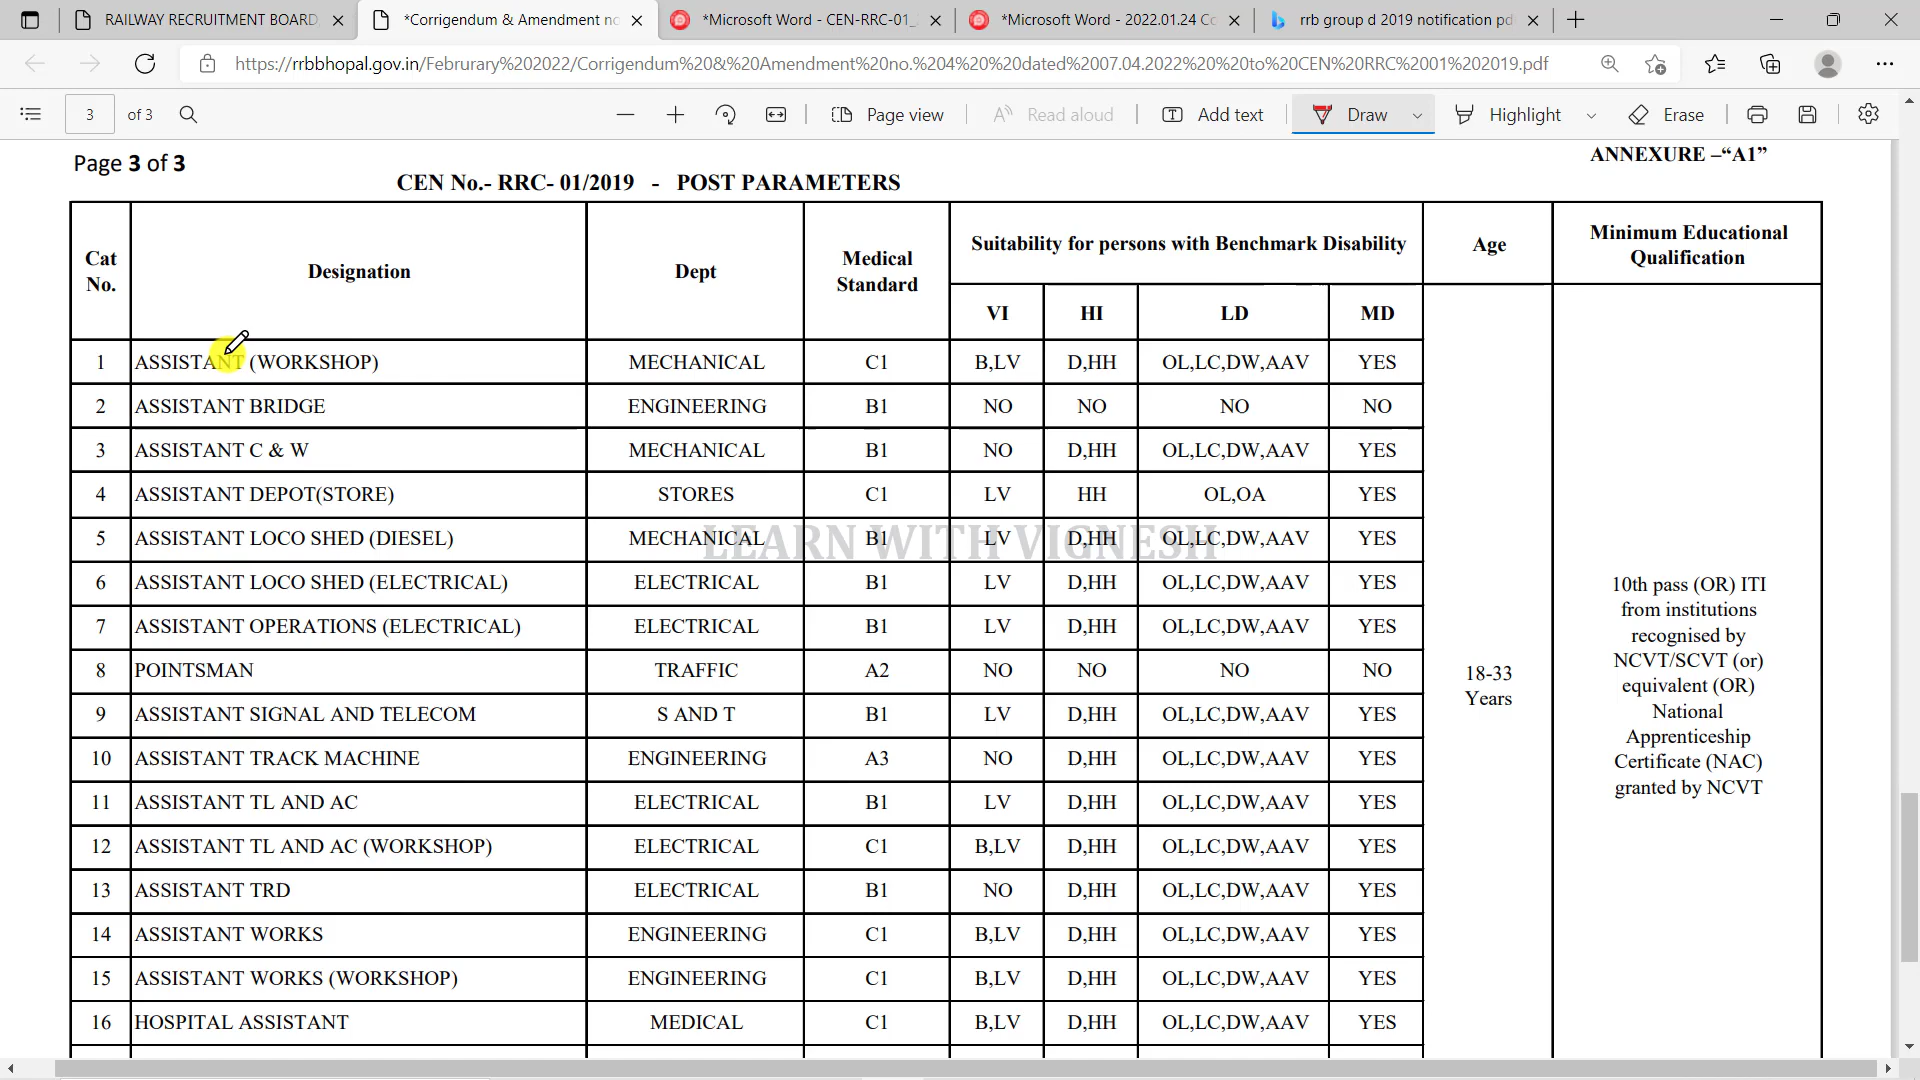 RAILWAY RECRUITMENT BOARD
*Corrigendum & Amendment no
*Microsoft Word - CEN-RRC-01_
*Microsoft Word - 2022.01.24 Co
rrb group d 2019 notification pd
https://rrbbhopal.gov.in/Februrary%202022/Corrigendum%20&%20Amendment%20no.%204%20%20dated%2007.04.2022%20%20to%20CEN%20RRC%2001%202019.pdf
3 of 3 Page view Read aloud Add text Draw Highlight Erase
ANNEXURE –“A1”
Page 3 of 3
CEN No.- RRC- 01/2019 - POST PARAMETERS
Cat No. Designation Dept Medical Standard Suitability for persons with Benchmark Disability Age Minimum Educational Qualification
VI HI LD MD
1 ASSISTANT (WORKSHOP) MECHANICAL C1 B,LV D,HH OL,LC,DW,AAV YES
2 ASSISTANT BRIDGE ENGINEERING B1 NO NO NO NO
3 ASSISTANT C & W MECHANICAL B1 NO D,HH OL,LC,DW,AAV YES
4 ASSISTANT DEPOT(STORE) STORES C1 LV HH OL,OA YES
LEARN WITH VIGNESH
5 ASSISTANT LOCO SHED (DIESEL) MECHANICAL B1 LV D,HH OL,LC,DW,AAV YES
6 ASSISTANT LOCO SHED (ELECTRICAL) ELECTRICAL B1 LV D,HH OL,LC,DW,AAV YES
7 ASSISTANT OPERATIONS (ELECTRICAL) ELECTRICAL B1 LV D,HH OL,LC,DW,AAV YES
8 POINTSMAN TRAFFIC A2 NO NO NO NO
9 ASSISTANT SIGNAL AND TELECOM S AND T B1 LV D,HH OL,LC,DW,AAV YES
10 ASSISTANT TRACK MACHINE ENGINEERING A3 NO D,HH OL,LC,DW,AAV YES
11 ASSISTANT TL AND AC ELECTRICAL B1 LV D,HH OL,LC,DW,AAV YES
12 ASSISTANT TL AND AC (WORKSHOP) ELECTRICAL C1 B,LV D,HH OL,LC,DW,AAV YES
13 ASSISTANT TRD ELECTRICAL B1 NO D,HH OL,LC,DW,AAV YES
14 ASSISTANT WORKS ENGINEERING C1 B,LV D,HH OL,LC,DW,AAV YES
15 ASSISTANT WORKS (WORKSHOP) ENGINEERING C1 B,LV D,HH OL,LC,DW,AAV YES
16 HOSPITAL ASSISTANT MEDICAL C1 B,LV D,HH OL,LC,DW,AAV YES
18-33
Years
10th pass (OR) ITI
from institutions
recognised by
NCVT/SCVT (or)
equivalent (OR)
National
Apprenticeship
Certificate (NAC)
granted by NCVT